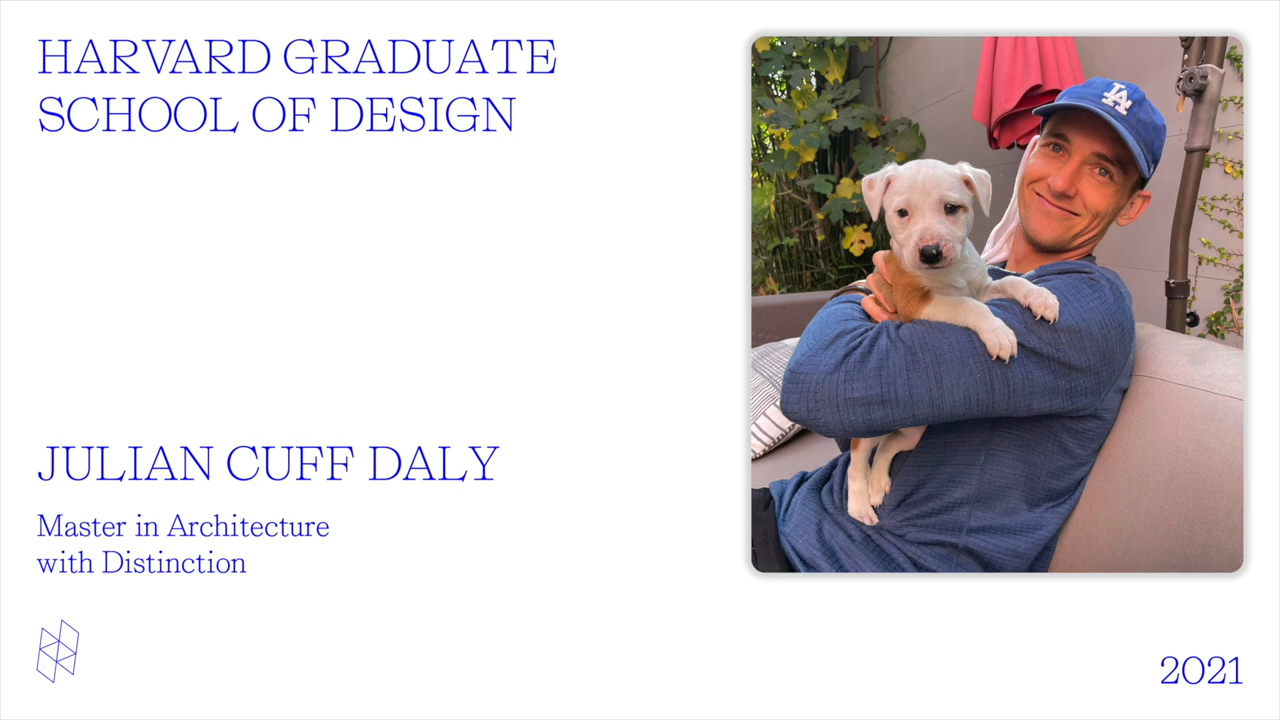 HARVARD GRADUATE
SCHOOL OF DESIGN
LA
JULIAN CUFF DALY
Master in Architecture
with Distinction
2021